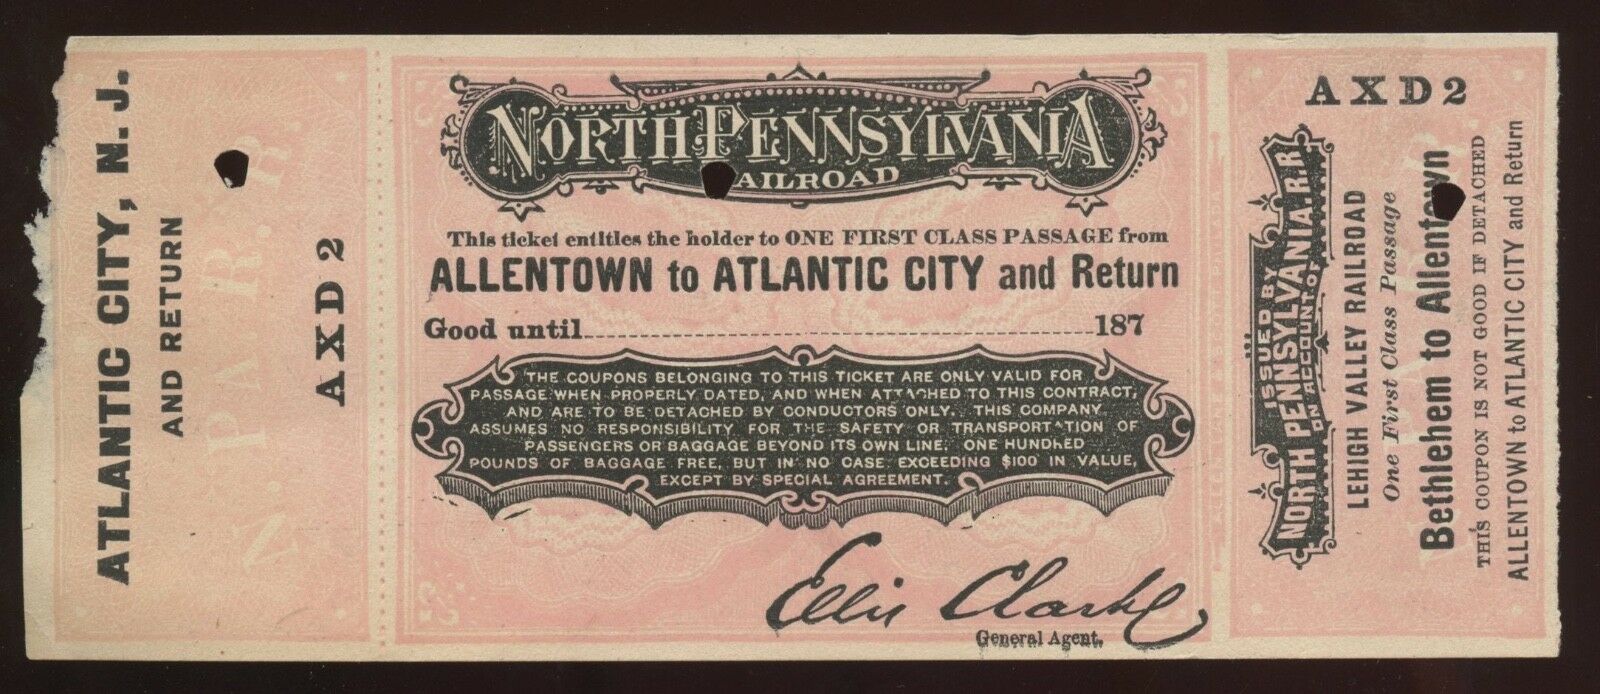 ATLANTIC CITY, N. J.
AND RETURN
N. P A. R. R.
AXD 2
NORTH PENNSYLVANIA
RAILROAD
This ticket entitles the holder to ONE FIRST CLASS PASSAGE from
ALLENTOWN to ATLANTIC CITY and Return
Good until 187
THE COUPONS BELONGING TO THIS TICKET ARE ONLY VALID FOR
PASSAGE WHEN PROPERLY DATED, AND WHEN ATTACHED TO THIS CONTRACT,
AND ARE TO BE DETACHED BY CONDUCTORS ONLY. THIS COMPANY
ASSUMES NO RESPONSIBILITY FOR THE SAFETY OR TRANSPORTATION OF
PASSENGERS OR BAGGAGE BEYOND ITS OWN LINE. ONE HUNDRED
POUNDS OF BAGGAGE FREE, BUT IN NO CASE EXCEEDING $100 IN VALUE,
EXCEPT BY SPECIAL AGREEMENT.
Ellis Clarke
General Agent.
AXD2
ISSUED BY
NORTH PENNSYLVANIA.R.R.
ON ACCOUNT OF
LEHIGH VALLEY RAILROAD
One First Class Passage
Bethlehem to Allentown
THIS COUPON IS NOT GOOD IF DETACHED
ALLENTOWN to ATLANTIC CITY and Return